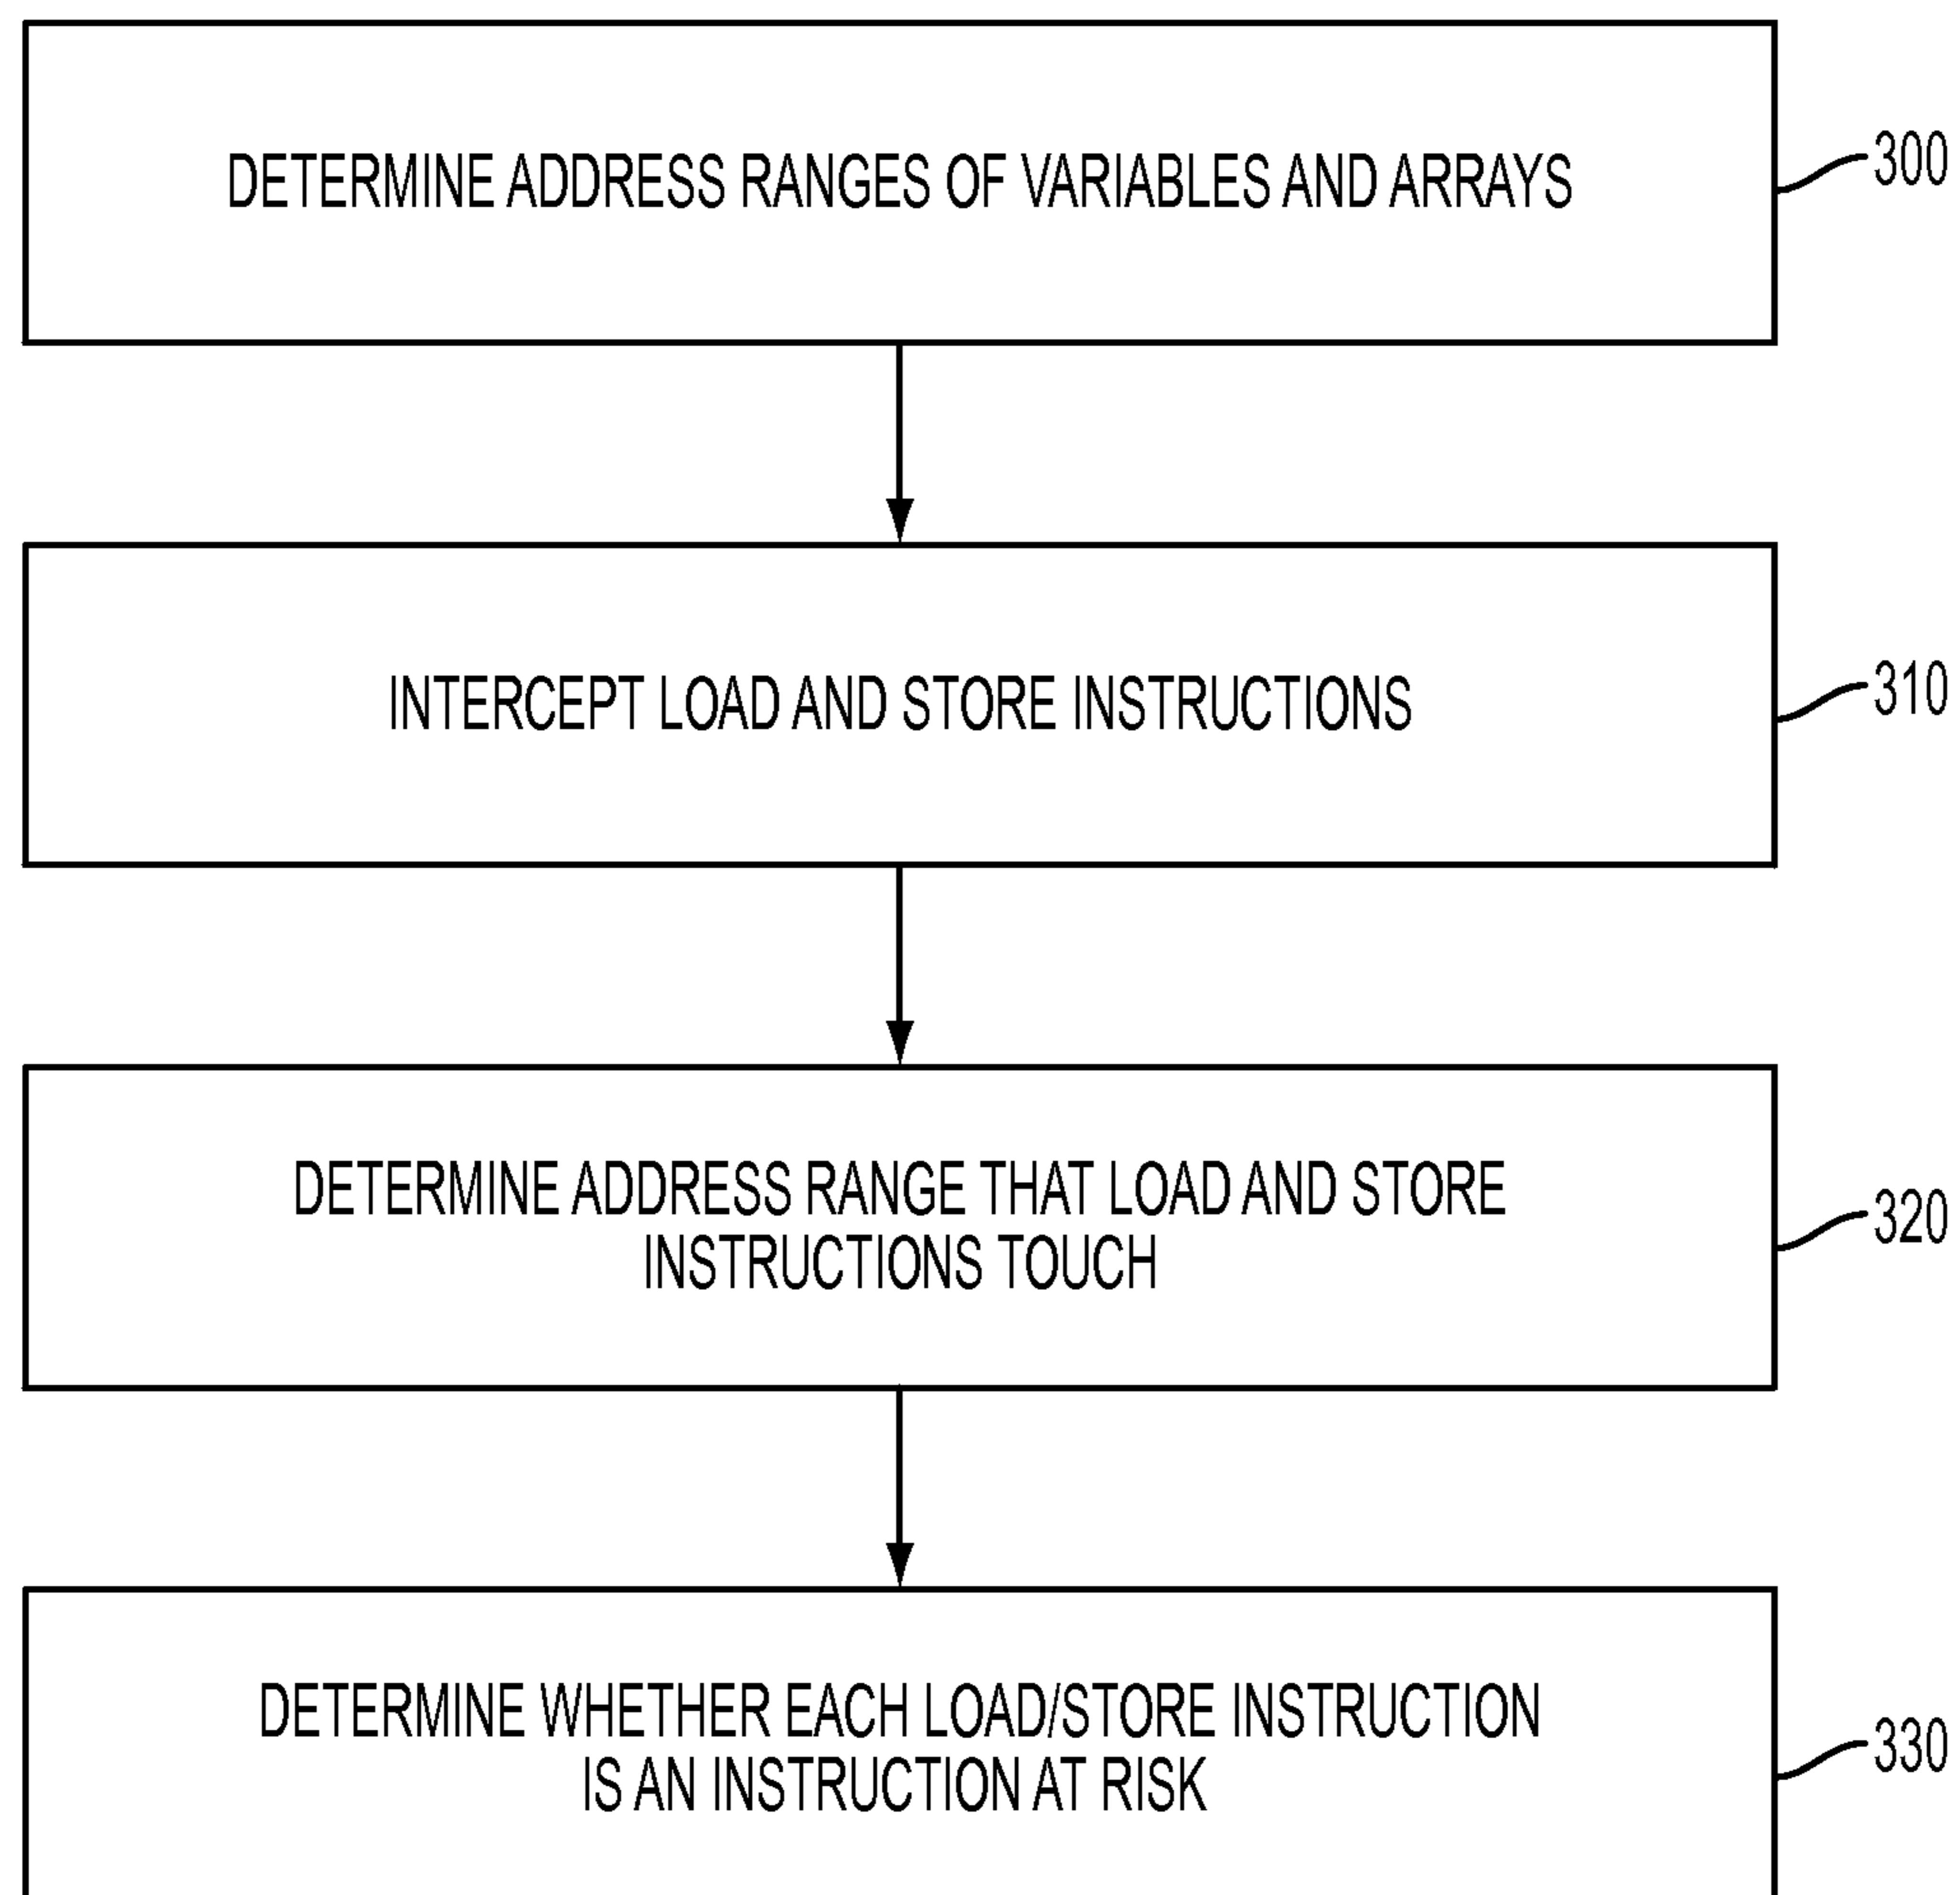 DETERMINE ADDRESS RANGES OF VARIABLES AND ARRAYS
300
INTERCEPT LOAD AND STORE INSTRUCTIONS
310
DETERMINE ADDRESS RANGE THAT LOAD AND STORE
INSTRUCTIONS TOUCH
320
DETERMINE WHETHER EACH LOAD/STORE INSTRUCTION
IS AN INSTRUCTION AT RISK
330